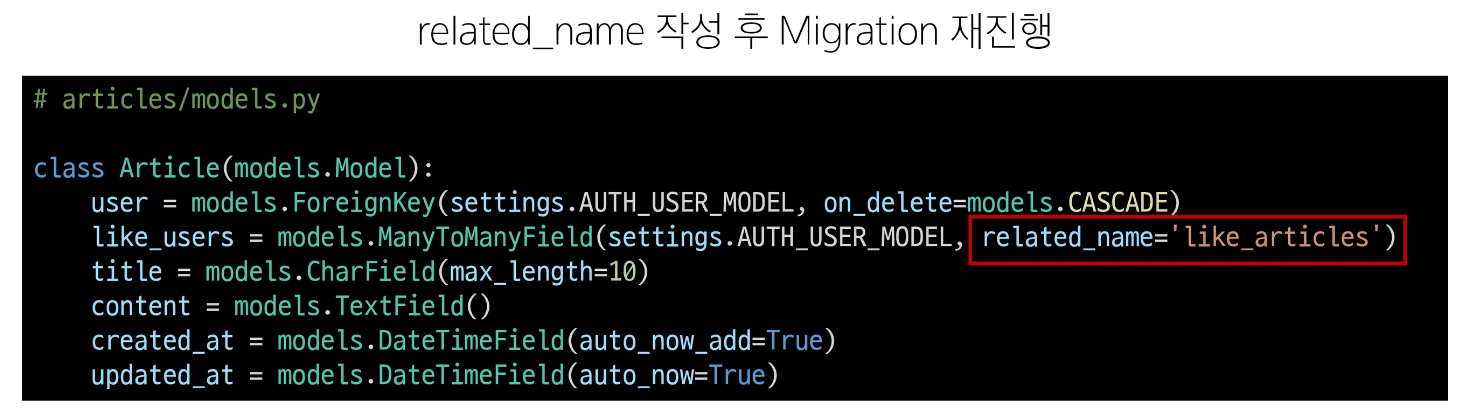 related_name 작성 후 Migration 재진행
# articles/models.py
class Article(models.Model):
    user = models.ForeignKey(settings.AUTH_USER_MODEL, on_delete=models.CASCADE)
    like_users = models.ManyToManyField(settings.AUTH_USER_MODEL, related_name='like_articles')
    title = models.CharField(max_length=10)
    content = models.TextField()
    created_at = models.DateTimeField(auto_now_add=True)
    updated_at = models.DateTimeField(auto_now=True)